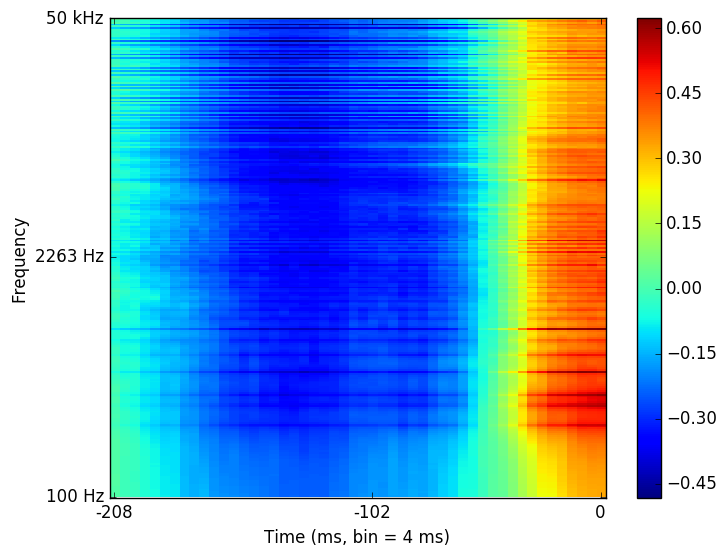 50 kHz
2263 Hz
100 Hz
Frequency
-208
-102
0
Time (ms, bin = 4 ms)
0.60
0.45
0.30
0.15
0.00
−0.15
−0.30
−0.45